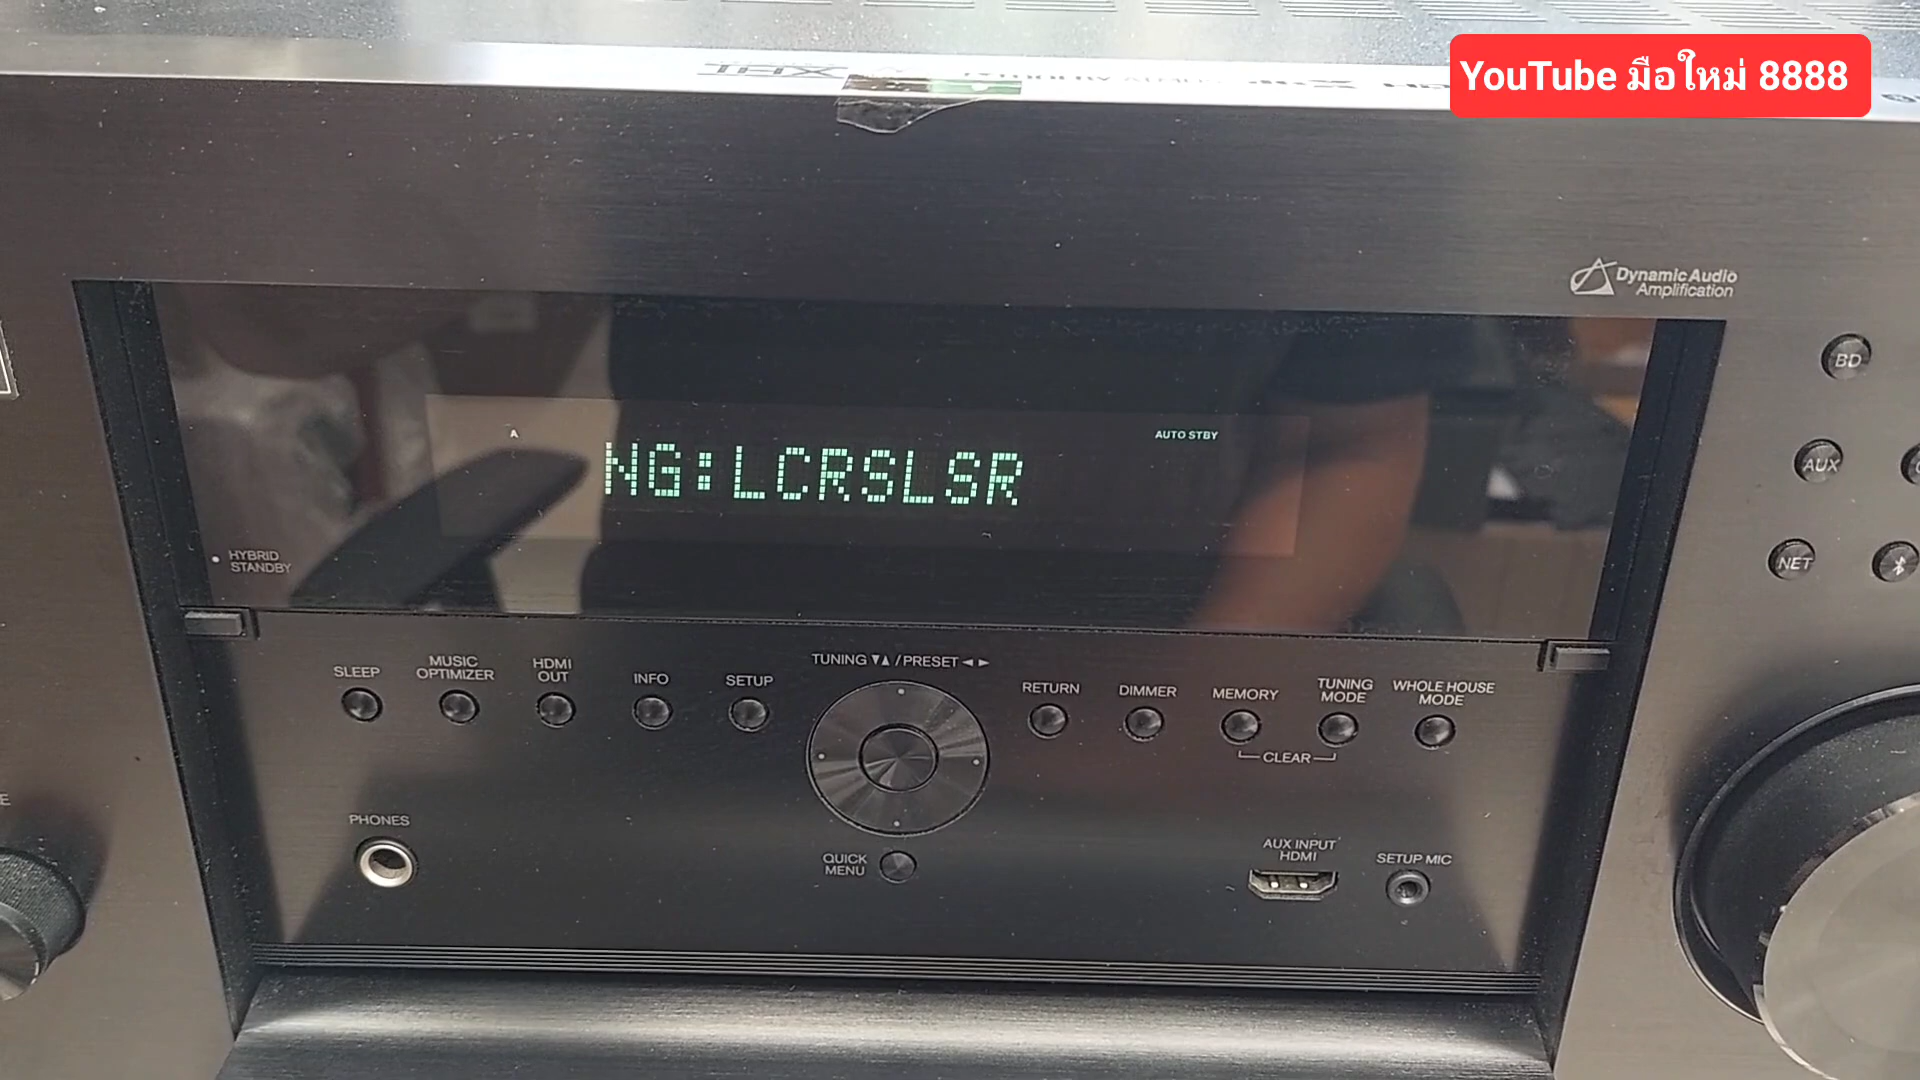 YouTube มือใหม่ 8888
THX
Dynamic Audio
Amplification
BD
A
AUTO STBY
NG:LCRSLSR
AUX
HYBRID
STANDBY
NET
TUNING ▼▲ / PRESET ◄ ►
SLEEP
MUSIC
OPTIMIZER
HDMI
OUT
INFO
SETUP
RETURN
DIMMER
MEMORY
TUNING
MODE
WHOLE HOUSE
MODE
CLEAR
PHONES
QUICK
MENU
AUX INPUT
HDMI
SETUP MIC